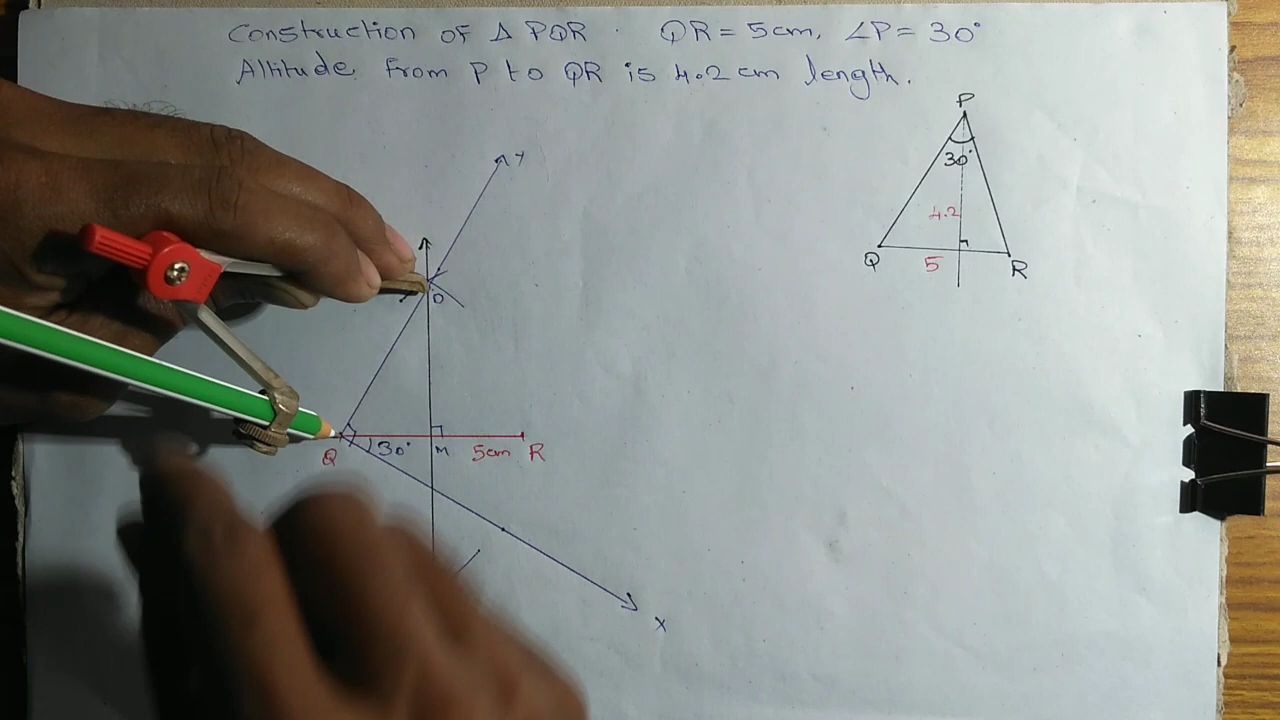 Construction of Δ PQR . QR = 5cm, ∠P = 30°
Altitude from P to QR is 4.2 cm length.
P
30°
4.2
Q 5 R
Y
O
Q 30° M 5cm R
X